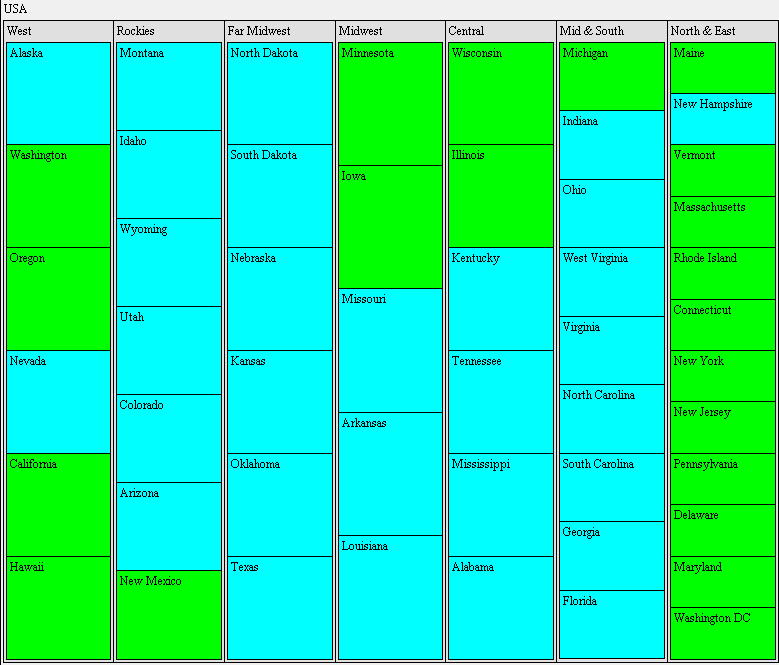 USA
West
Alaska
Washington
Oregon
Nevada
California
Hawaii
Rockies
Montana
Idaho
Wyoming
Utah
Colorado
Arizona
New Mexico
Far Midwest
North Dakota
South Dakota
Nebraska
Kansas
Oklahoma
Texas
Midwest
Minnesota
Iowa
Missouri
Arkansas
Louisiana
Central
Wisconsin
Illinois
Kentucky
Tennessee
Mississippi
Alabama
Mid & South
Michigan
Indiana
Ohio
West Virginia
Virginia
North Carolina
South Carolina
Georgia
Florida
North & East
Maine
New Hampshire
Vermont
Massachusetts
Rhode Island
Connecticut
New York
New Jersey
Pennsylvania
Delaware
Maryland
Washington DC